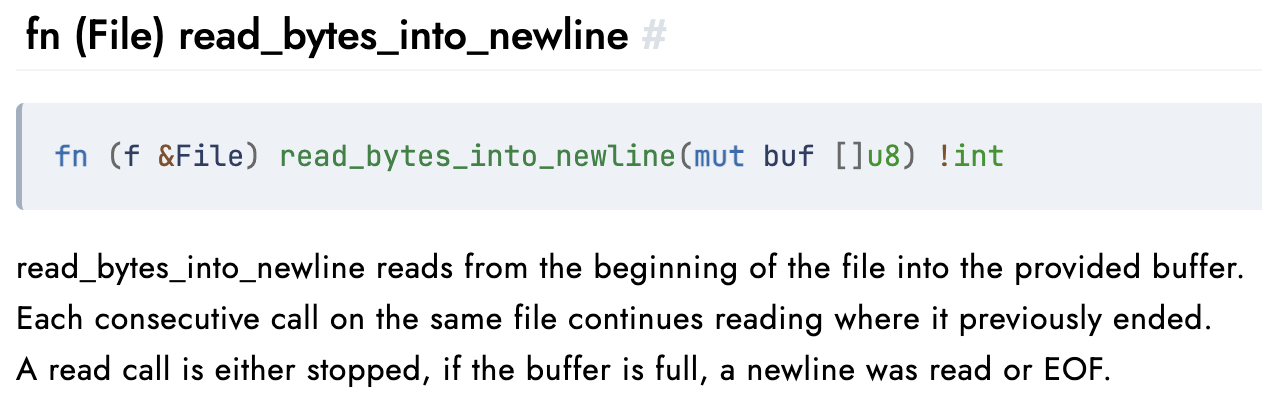 fn (File) read_bytes_into_newline #
fn (f &File) read_bytes_into_newline(mut buf []u8) !int
read_bytes_into_newline reads from the beginning of the file into the provided buffer.
Each consecutive call on the same file continues reading where it previously ended.
A read call is either stopped, if the buffer is full, a newline was read or EOF.